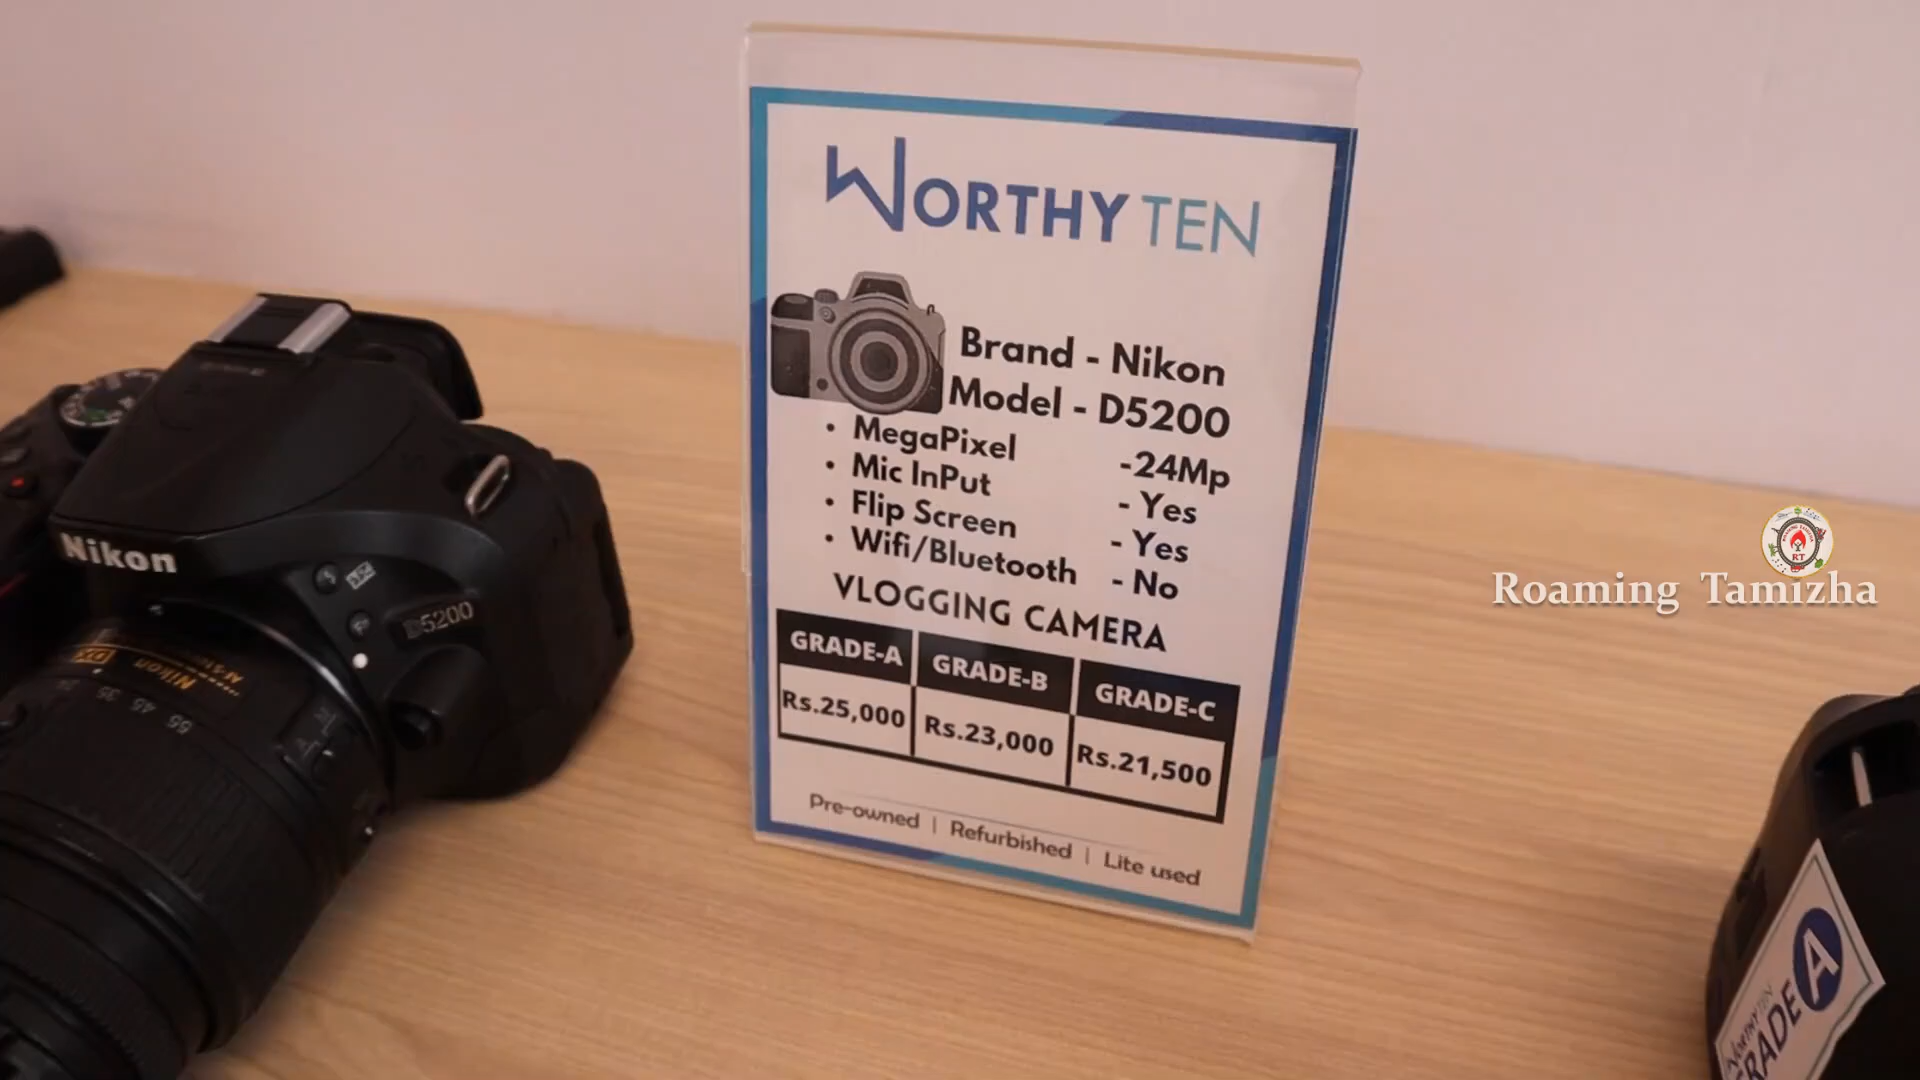 WORTHY TEN
Brand - Nikon
Model - D5200
• MegaPixel -24Mp
• Mic InPut - Yes
• Flip Screen - Yes
• Wifi/Bluetooth - No
VLOGGING CAMERA
GRADE-A GRADE-B GRADE-C
Rs.25,000 Rs.23,000 Rs.21,500
Pre-owned | Refurbished | Lite used
Nikon
D5200
Nikon
DX
55 45 35 24
RT
Roaming Tamizha
WORTHY TEN
GRADE A